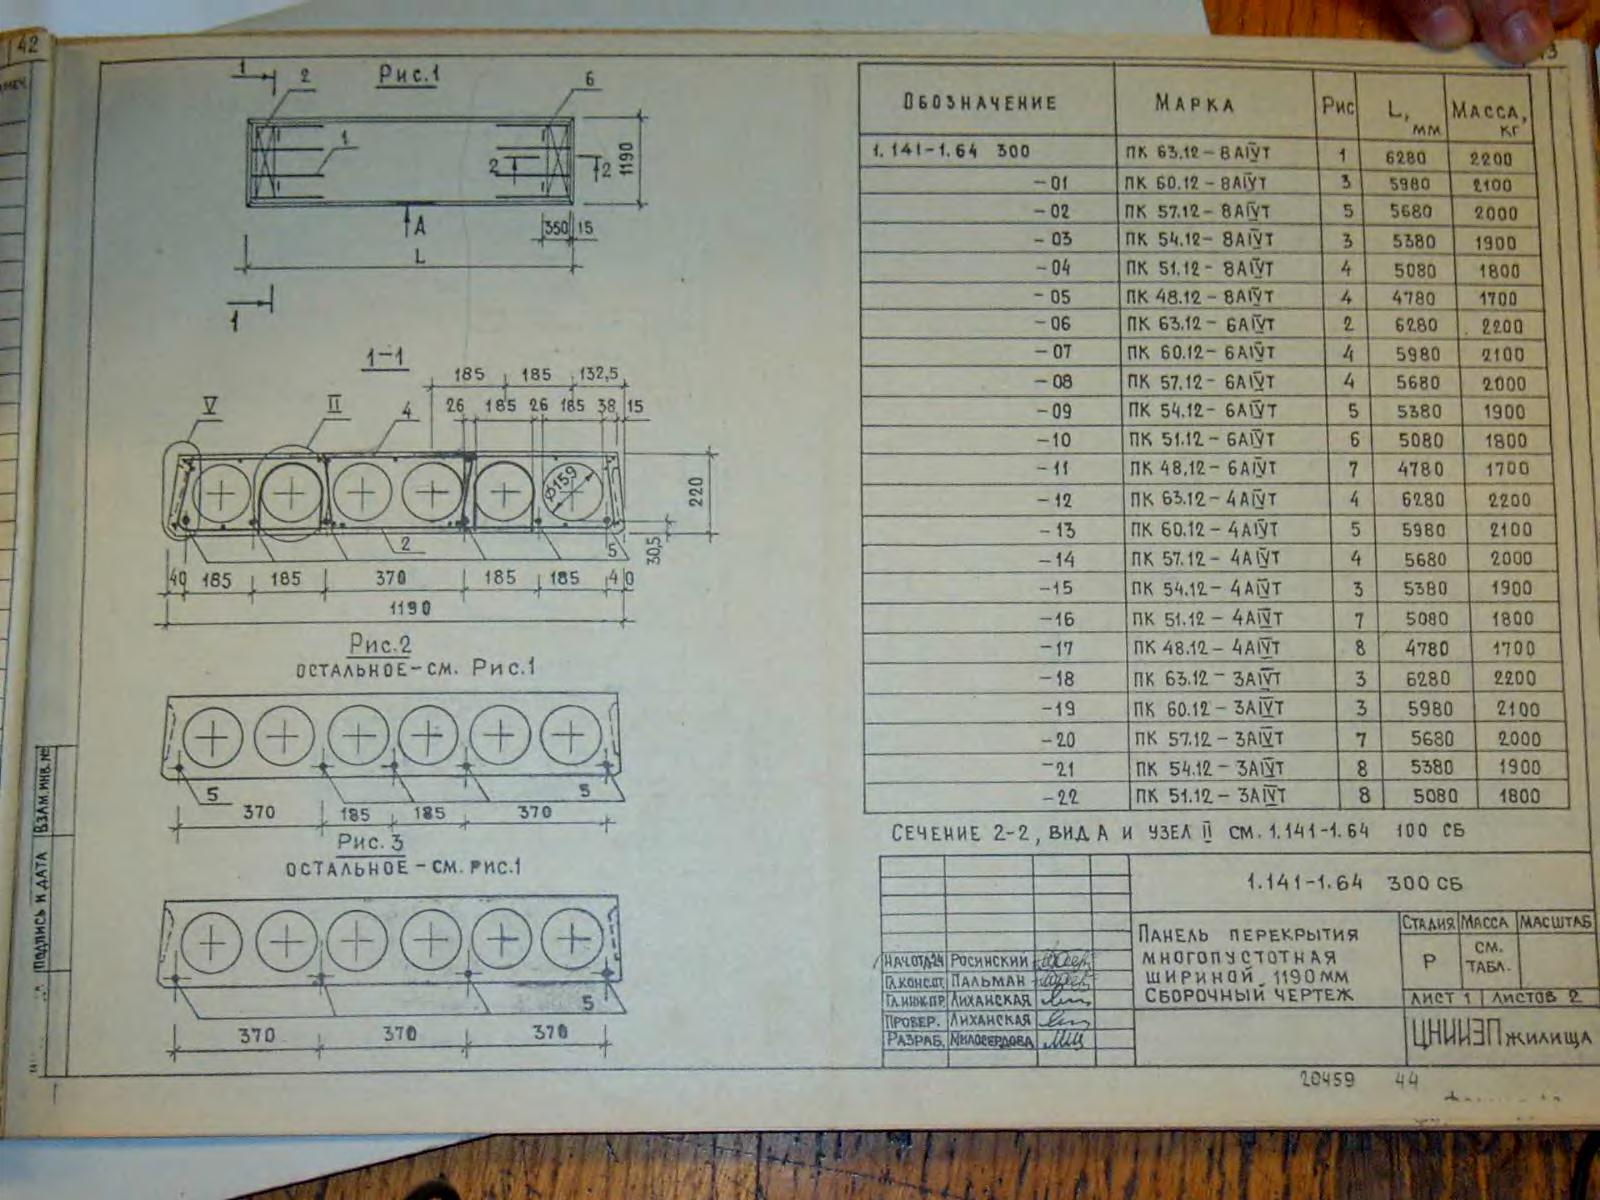 42
Рис.1
1
2
6
1
2
2
1190
А
350 15
L
1
1-1
185 185 132,5
V II 4 26 185 26 185 38 15
Ø159
220
2
5
30,5
40 185 185 370 185 185 40
1190
Рис.2
ОСТАЛЬНОЕ-СМ. Рис.1
5 5
370 185 185 370
Рис.3
ОСТАЛЬНОЕ-СМ. РИС.1
5
370 370 370
ПОДПИСЬ И ДАТА ВЗАМ.ИНВ.№
ОБОЗНАЧЕНИЕ МАРКА РИС L, ММ МАССА, КГ
1.141-1.64 300 ПК 63.12-8АIVТ 1 6280 2200
-01 ПК 60.12-8АIVТ 3 5980 2100
-02 ПК 57.12-8АIVТ 5 5680 2000
-03 ПК 54.12-8АIVТ 3 5380 1900
-04 ПК 51.12-8АIVТ 4 5080 1800
-05 ПК 48.12-8АIVТ 4 4780 1700
-06 ПК 63.12-6АIVТ 2 6280 2200
-07 ПК 60.12-6АIVТ 4 5980 2100
-08 ПК 57.12-6АIVТ 4 5680 2000
-09 ПК 54.12-6АIVТ 5 5380 1900
-10 ПК 51.12-6АIVТ 6 5080 1800
-11 ПК 48.12-6АIVТ 7 4780 1700
-12 ПК 63.12-4АIVТ 4 6280 2200
-13 ПК 60.12-4АIVТ 5 5980 2100
-14 ПК 57.12-4АIVТ 4 5680 2000
-15 ПК 54.12-4АIVТ 3 5380 1900
-16 ПК 51.12-4АIVТ 7 5080 1800
-17 ПК 48.12-4АIVТ 8 4780 1700
-18 ПК 63.12-3АIVТ 3 6280 2200
-19 ПК 60.12-3АIVТ 3 5980 2100
-20 ПК 57.12-3АIVТ 7 5680 2000
-21 ПК 54.12-3АIVТ 8 5380 1900
-22 ПК 51.12-3АIVТ 8 5080 1800
СЕЧЕНИЕ 2-2, ВИД А И УЗЕЛ II СМ. 1.141-1.64 100 СБ
1.141-1.64 300 СБ
ПАНЕЛЬ ПЕРЕКРЫТИЯ
МНОГОПУСТОТНАЯ
ШИРИНОЙ 1190ММ
СБОРОЧНЫЙ ЧЕРТЕЖ
СТАДИЯ МАССА МАСШТАБ
Р СМ. ТАБЛ.
ЛИСТ 1 ЛИСТОВ 2
ЦНИИЭП ЖИЛИЩА
НАЧ.ОТД.24 РОСИНСКИЙ
ГЛ.КОНС.ОТ. ПАЛЬМАН
ГЛ.ИНЖ.ПР. ЛИХАНСКАЯ
ПРОВЕР. ЛИХАНСКАЯ
РАЗРАБ. МИЛОСЕРДОВА
20459 44